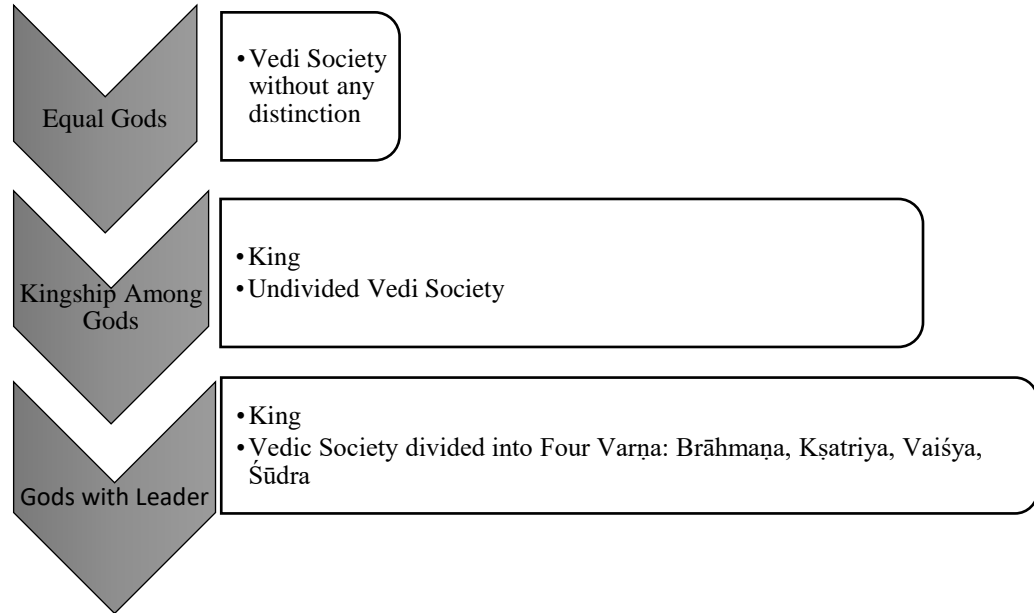 Equal Gods
•Vedi Society
without any
distinction
Kingship Among
Gods
•King
•Undivided Vedi Society
Gods with Leader
•King
•Vedic Society divided into Four Varṇa: Brāhmaṇa, Kṣatriya, Vaiśya,
Śūdra